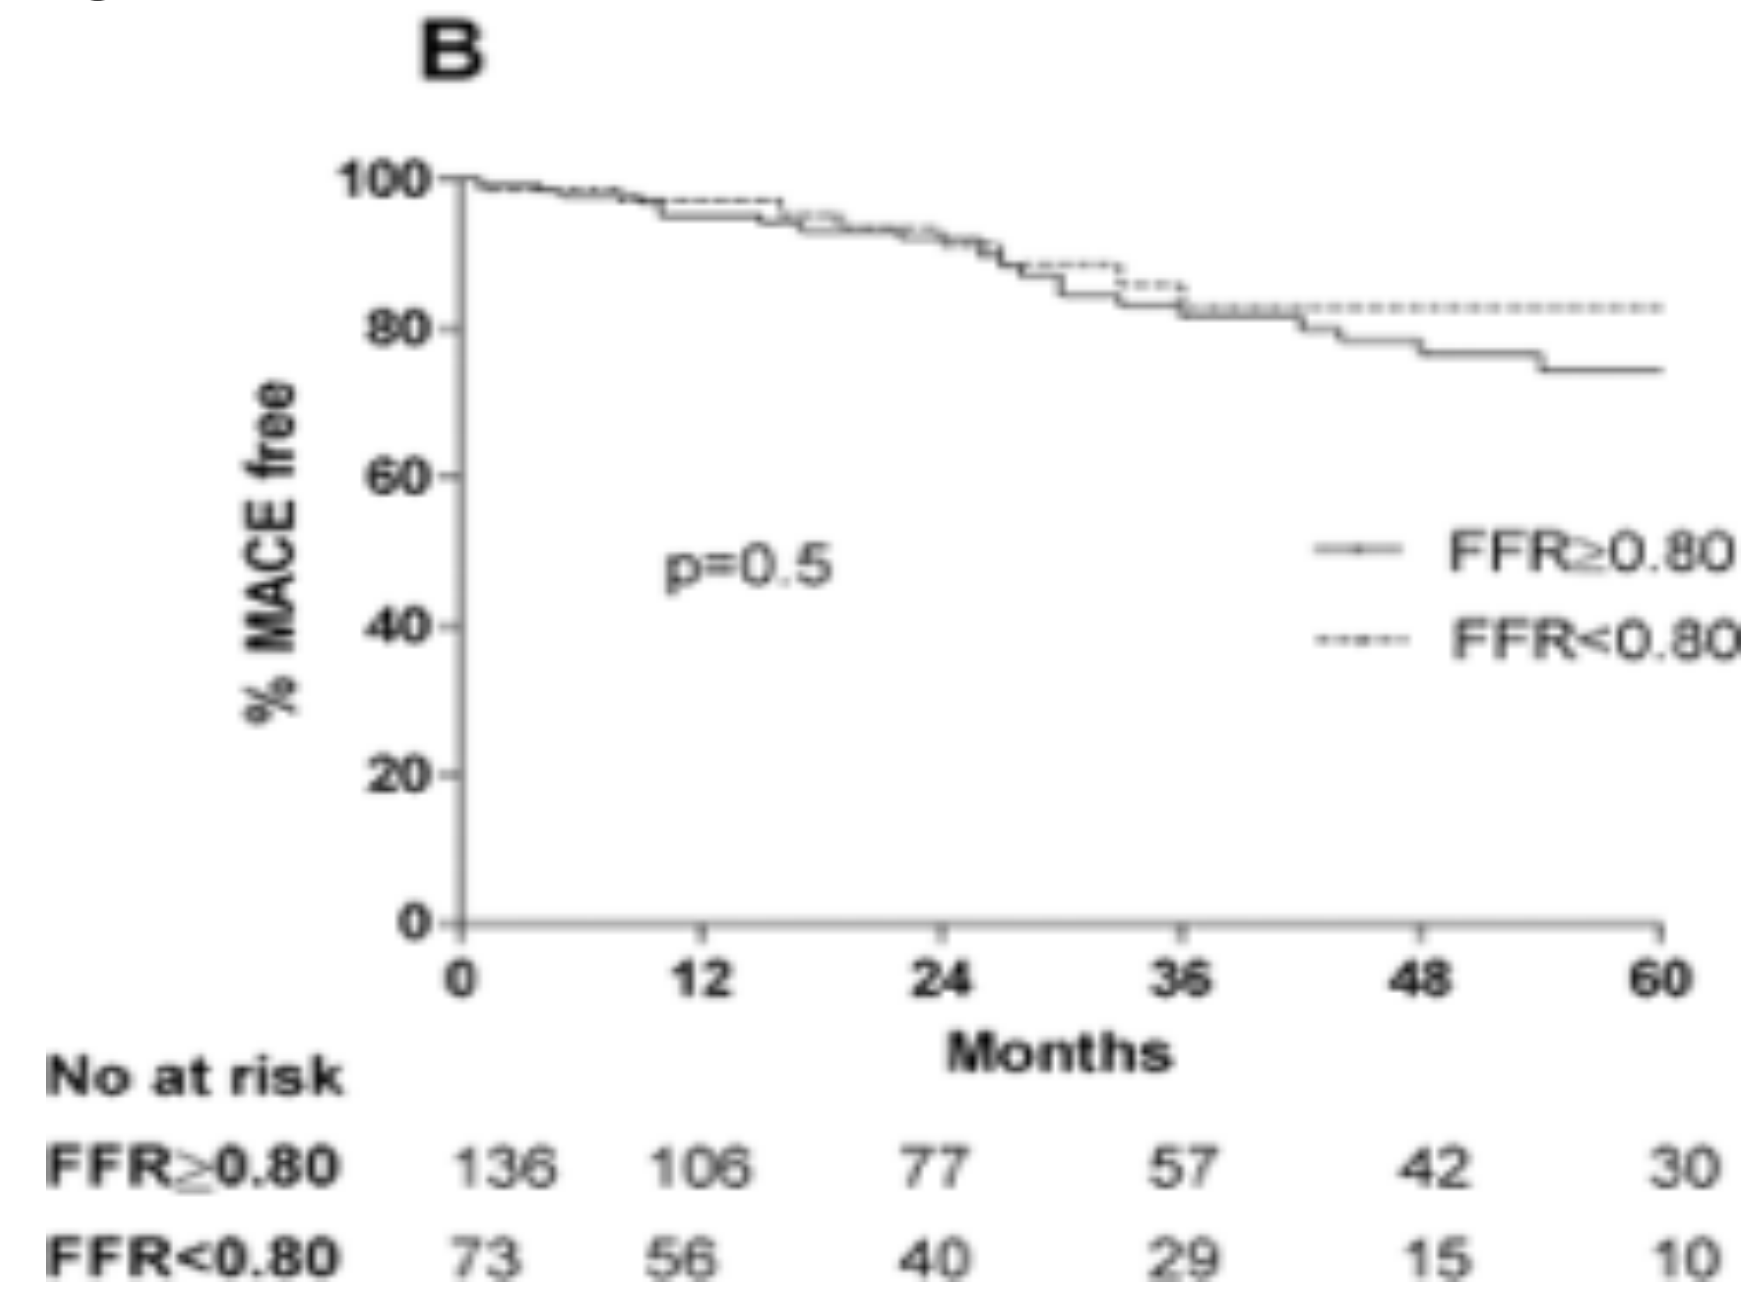 B
100
80
60
40
20
0
% MACE free
p=0.5
FFR≥0.80
FFR<0.80
0 12 24 36 48 60
Months
No at risk
FFR≥0.80 136 106 77 57 42 30
FFR<0.80 73 56 40 29 15 10